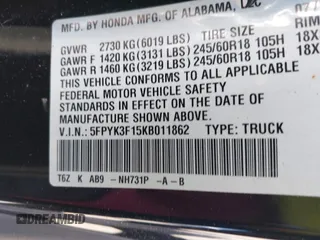 MFD. BY HONDA MFG. OF ALABAMA, LLC 07/
GVWR 2730 KG(6019 LBS) TIRE SIZE RIM
GAWR F 1420 KG(3131 LBS) 245/60R18 105H 18X
GAWR R 1460 KG(3219 LBS) 245/60R18 105H 18X
THIS VEHICLE CONFORMS TO ALL APPLICABLE
FEDERAL MOTOR VEHICLE SAFETY
STANDARDS IN EFFECT ON THE DATE OF
MANUFACTURE SHOWN ABOVE.
V.I.N.: 5FPYK3F15KB011862 TYPE: TRUCK
T6Z K AB9 -NH731P -A-B
DREAMBID